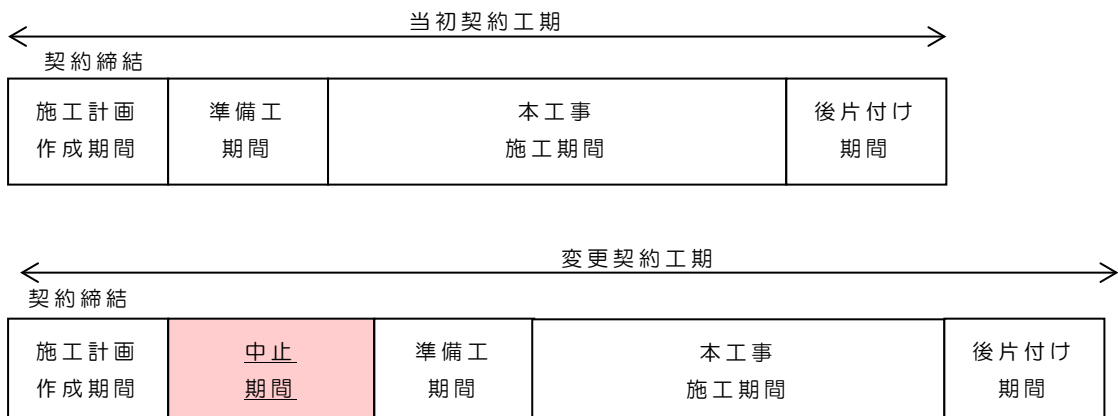 当初契約工期
契約締結
施工計画
作成期間
準備工
期間
本工事
施工期間
後片付け
期間
変更契約工期
契約締結
施工計画
作成期間
中止
期間
準備工
期間
本工事
施工期間
後片付け
期間